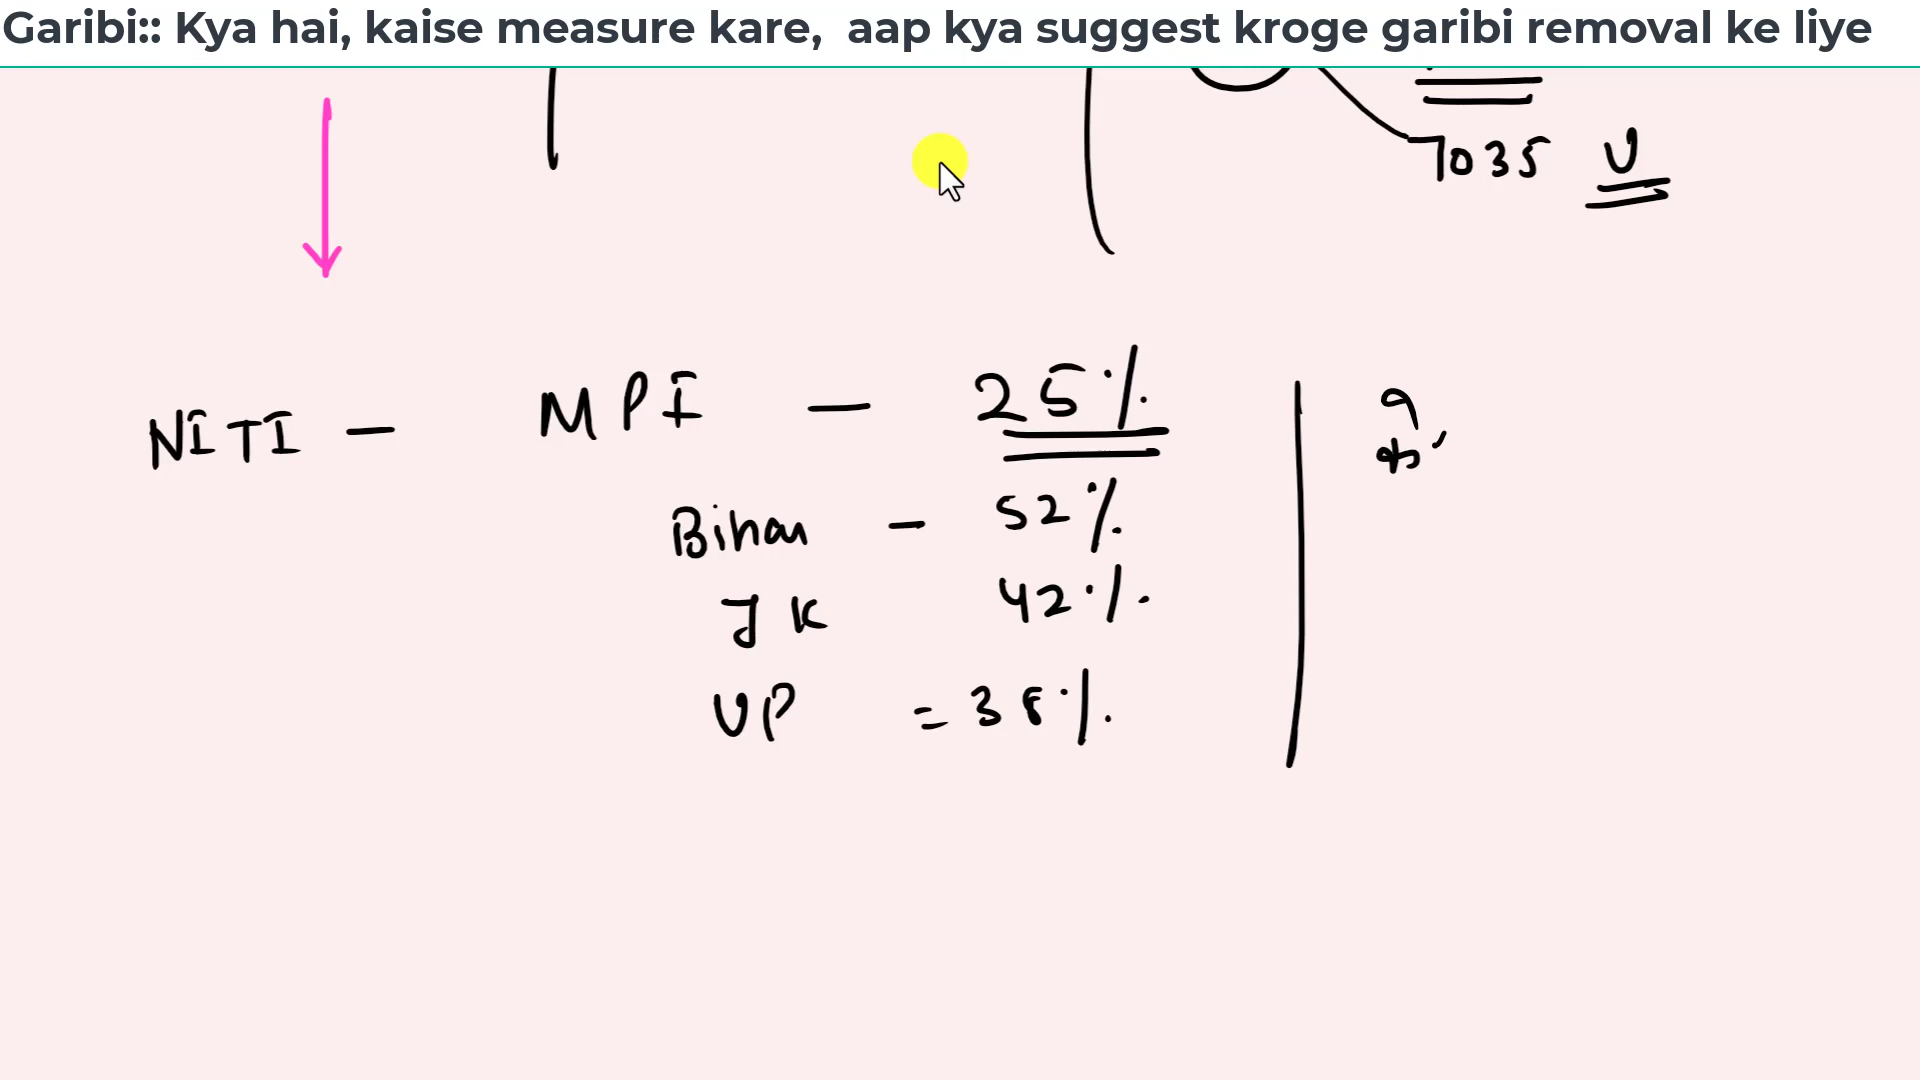 Garibi:: Kya hai, kaise measure kare, aap kya suggest kroge garibi removal ke liye
7035 U
NITI - MPI - 25%
Bihar - 52%
JK 42%.
UP = 38%.